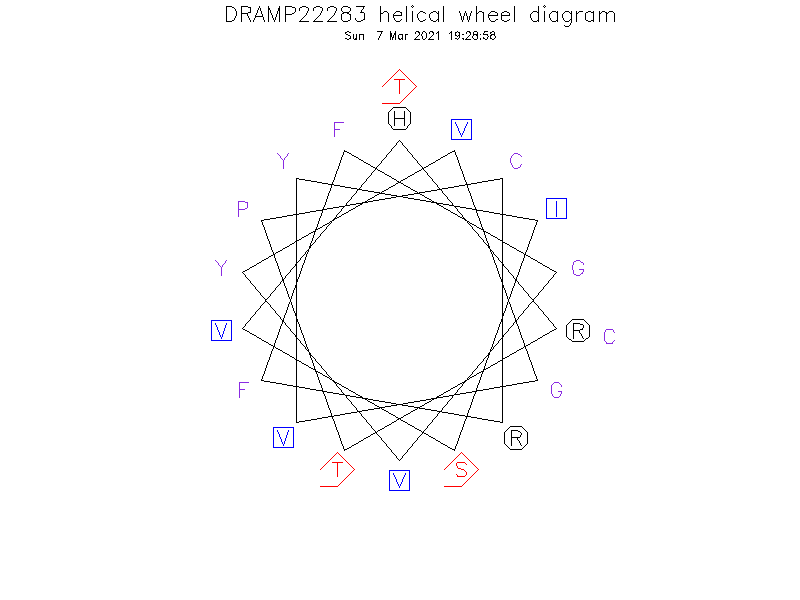 DRAMP22283 helical wheel diagram
Sun 7 Mar 2021 19:28:58
T
H
F V
Y C
P I
Y G
V R C
F G
V R
T V S